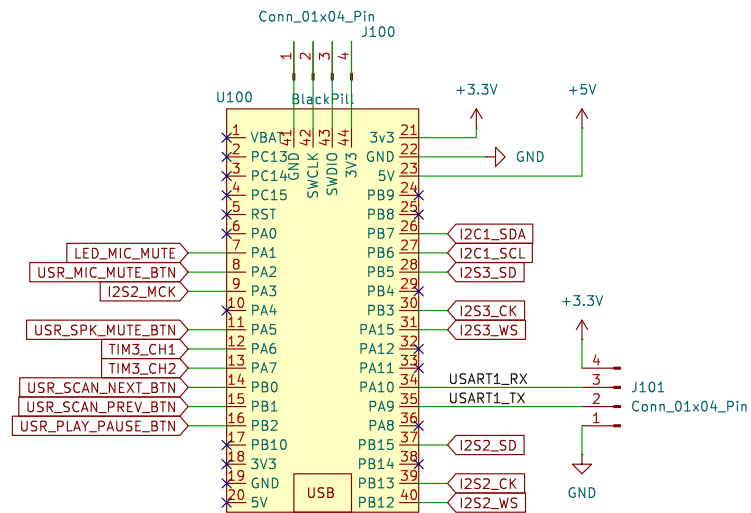 Conn_01x04_Pin
J100
1
2
3
4
U100
BlackPill
+3.3V
+5V
41 42 43 44
GND SWCLK SWDIO 3V3
1 VBAT
3v3 21
2 PC13
GND 22
GND
3 PC14
5V 23
4 PC15
PB9 24
5 RST
PB8 25
6 PA0
PB7 26 I2C1_SDA
LED_MIC_MUTE 7 PA1
PB6 27 I2C1_SCL
USR_MIC_MUTE_BTN 8 PA2
PB5 28 I2S3_SD
I2S2_MCK 9 PA3
PB4 29
10 PA4
PB3 30 I2S3_CK
+3.3V
USR_SPK_MUTE_BTN 11 PA5
PA15 31 I2S3_WS
TIM3_CH1 12 PA6
PA12 32
TIM3_CH2 13 PA7
PA11 33
4
USR_SCAN_NEXT_BTN 14 PB0
PA10 34 USART1_RX 3
J101
USR_SCAN_PREV_BTN 15 PB1
PA9 35 USART1_TX 2
Conn_01x04_Pin
USR_PLAY_PAUSE_BTN 16 PB2
PA8 36
1
17 PB10
PB15 37 I2S2_SD
18 3V3
PB14 38
19 GND
PB13 39 I2S2_CK
GND
20 5V
PB12 40 I2S2_WS
USB